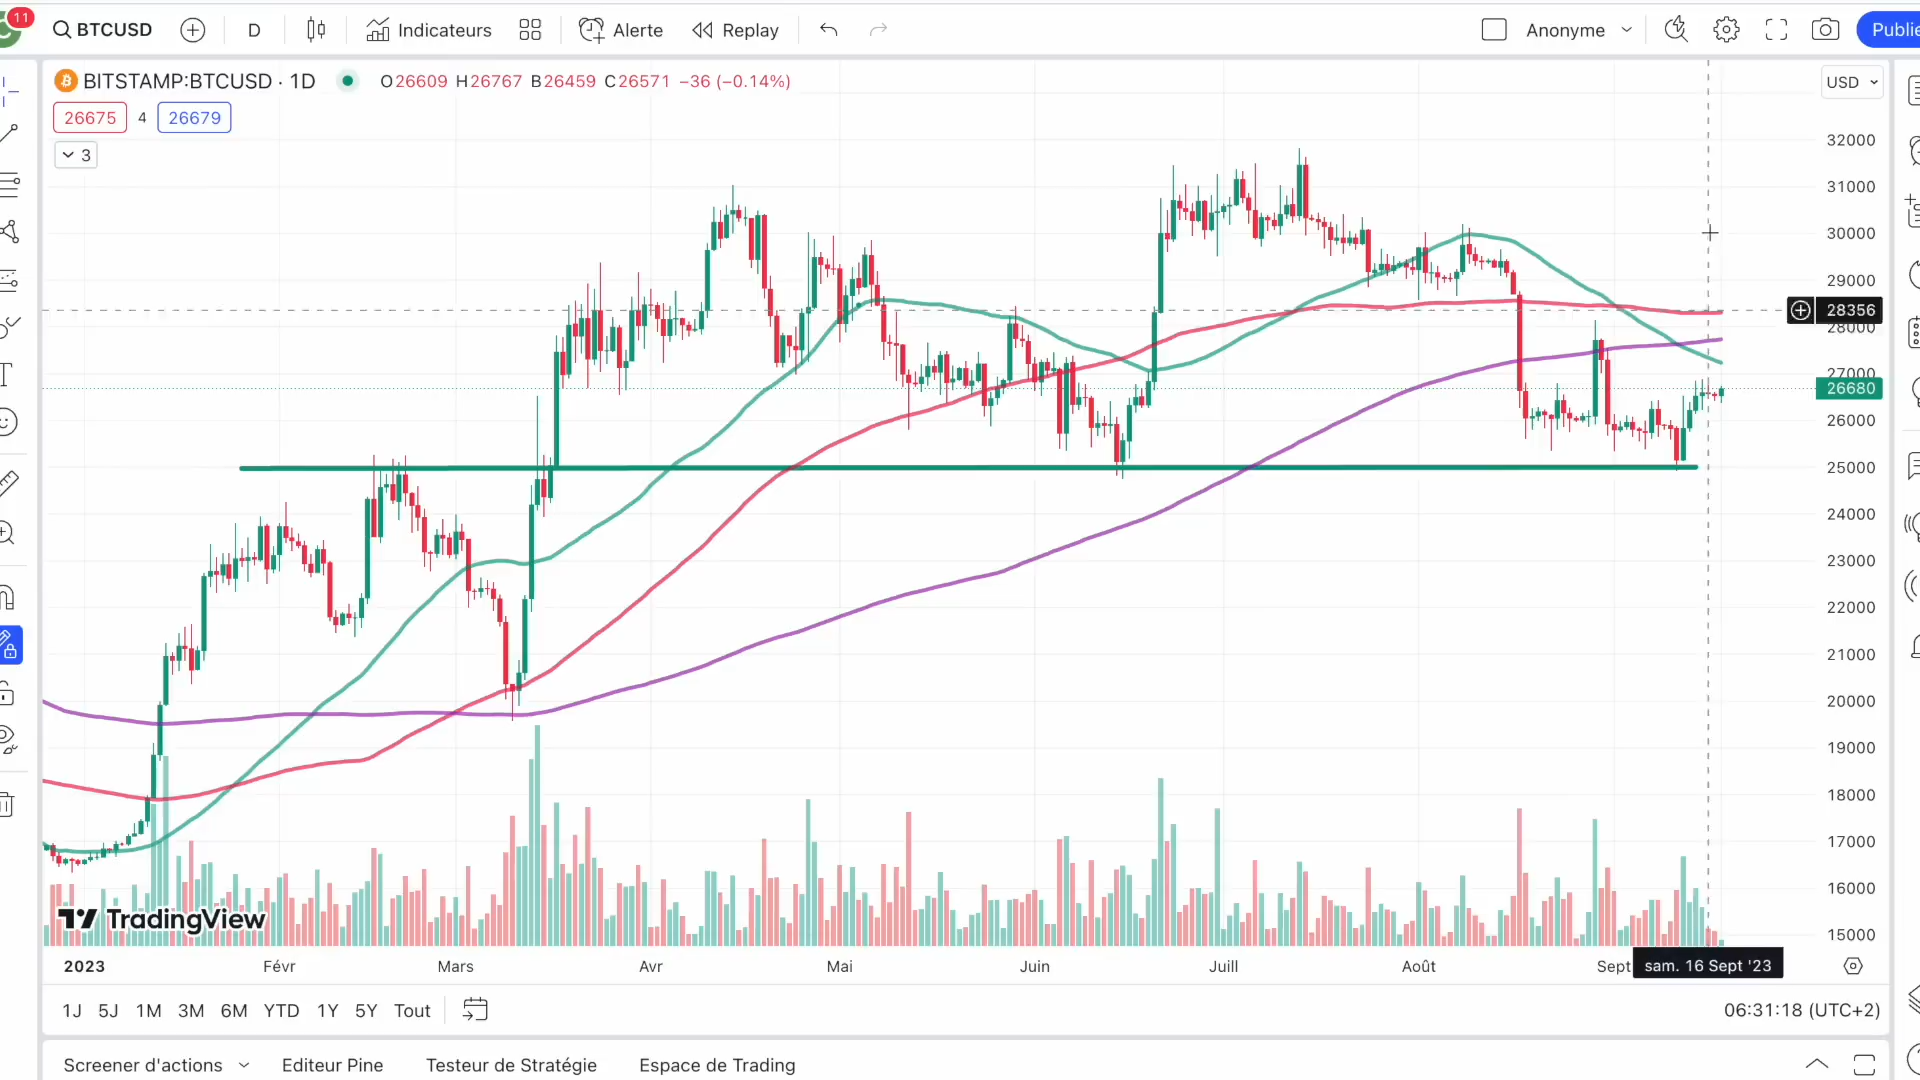 11
BTCUSD
D
Indicateurs
Alerte
Replay
Anonyme
BITSTAMP:BTCUSD · 1D
O26609 H26767 B26459 C26571 −36 (−0.14%)
USD
26675 4 26679
3
32000
31000
30000
29000
28356
28000
27000
26680
26000
25000
24000
23000
22000
21000
20000
19000
18000
17000
16000
15000
TradingView
2023 Févr Mars Avr Mai Juin Juill Août Sept sam. 16 Sept '23
1J 5J 1M 3M 6M YTD 1Y 5Y Tout
06:31:18 (UTC+2)
Screener d'actions Editeur Pine Testeur de Stratégie Espace de Trading